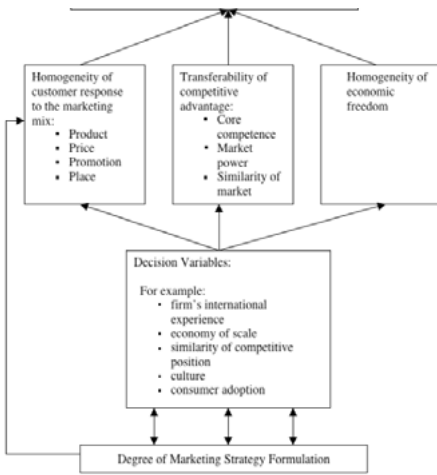 Homogeneity of
customer response
to the marketing
mix:
▪ Product
▪ Price
▪ Promotion
▪ Place
Transferability of
competitive
advantage:
• Core
competence
• Market
power
▪ Similarity of
market
Homogeneity of
economic
freedom
Decision Variables:
For example:
• firm's international
experience
• economy of scale
• similarity of competitive
position
• culture
• consumer adoption
Degree of Marketing Strategy Formulation